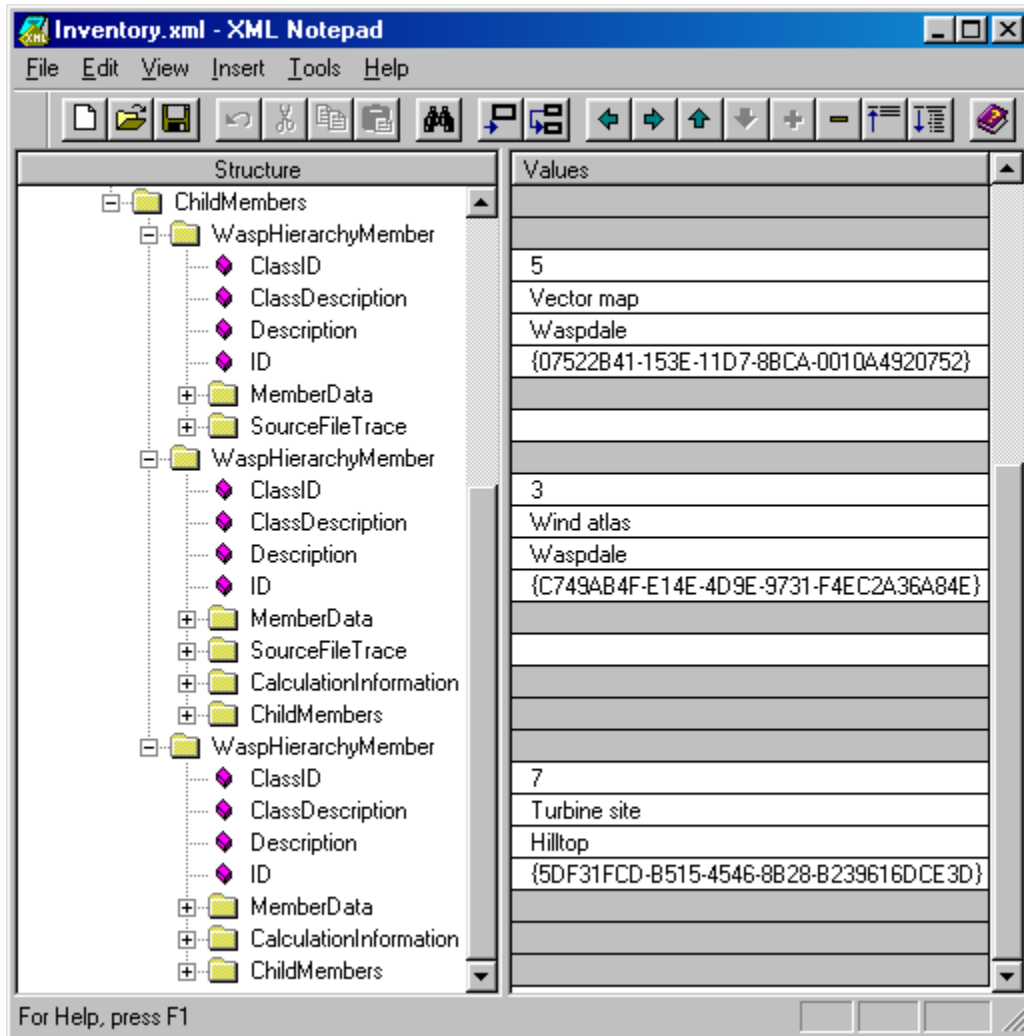 Inventory.xml - XML Notepad
File Edit View Insert Tools Help
Structure Values
ChildMembers
WaspHierarchyMember
ClassID 5
ClassDescription Vector map
Description Waspdale
ID {07522B41-153E-11D7-8BCA-0010A4920752}
MemberData
SourceFileTrace
WaspHierarchyMember
ClassID 3
ClassDescription Wind atlas
Description Waspdale
ID {C749AB4F-E14E-4D9E-9731-F4EC2A36A84E}
MemberData
SourceFileTrace
CalculationInformation
ChildMembers
WaspHierarchyMember
ClassID 7
ClassDescription Turbine site
Description Hilltop
ID {5DF31FCD-B515-4546-8B28-B239616DCE3D}
MemberData
CalculationInformation
ChildMembers
For Help, press F1